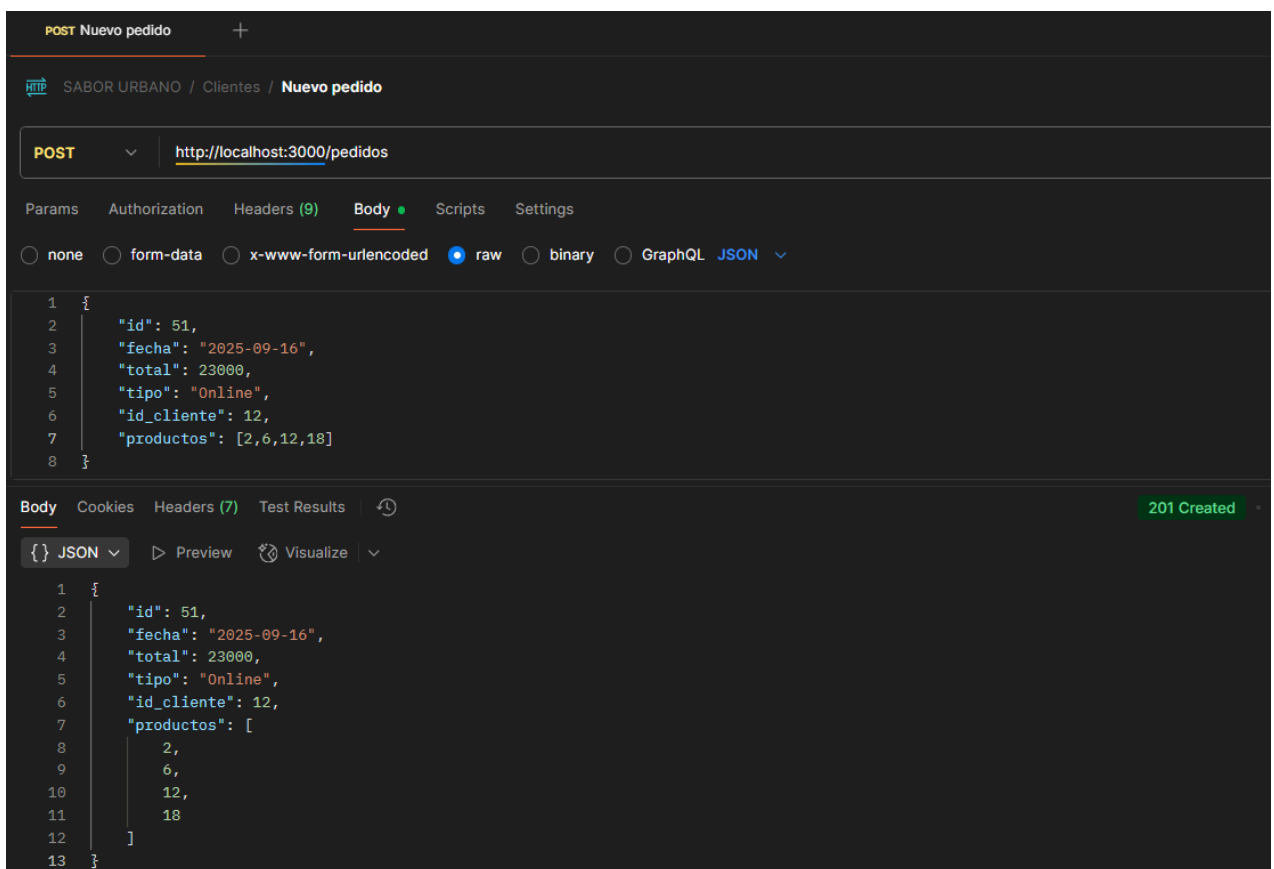 POST Nuevo pedido +
HTTP SABOR URBANO / Clientes / Nuevo pedido
POST http://localhost:3000/pedidos
Params Authorization Headers (9) Body Scripts Settings
none form-data x-www-form-urlencoded raw binary GraphQL JSON
1 {
2 "id": 51,
3 "fecha": "2025-09-16",
4 "total": 23000,
5 "tipo": "Online",
6 "id_cliente": 12,
7 "productos": [2,6,12,18]
8 }
Body Cookies Headers (7) Test Results 201 Created
{} JSON Preview Visualize
1 {
2 "id": 51,
3 "fecha": "2025-09-16",
4 "total": 23000,
5 "tipo": "Online",
6 "id_cliente": 12,
7 "productos": [
8 2,
9 6,
10 12,
11 18
12 ]
13 }